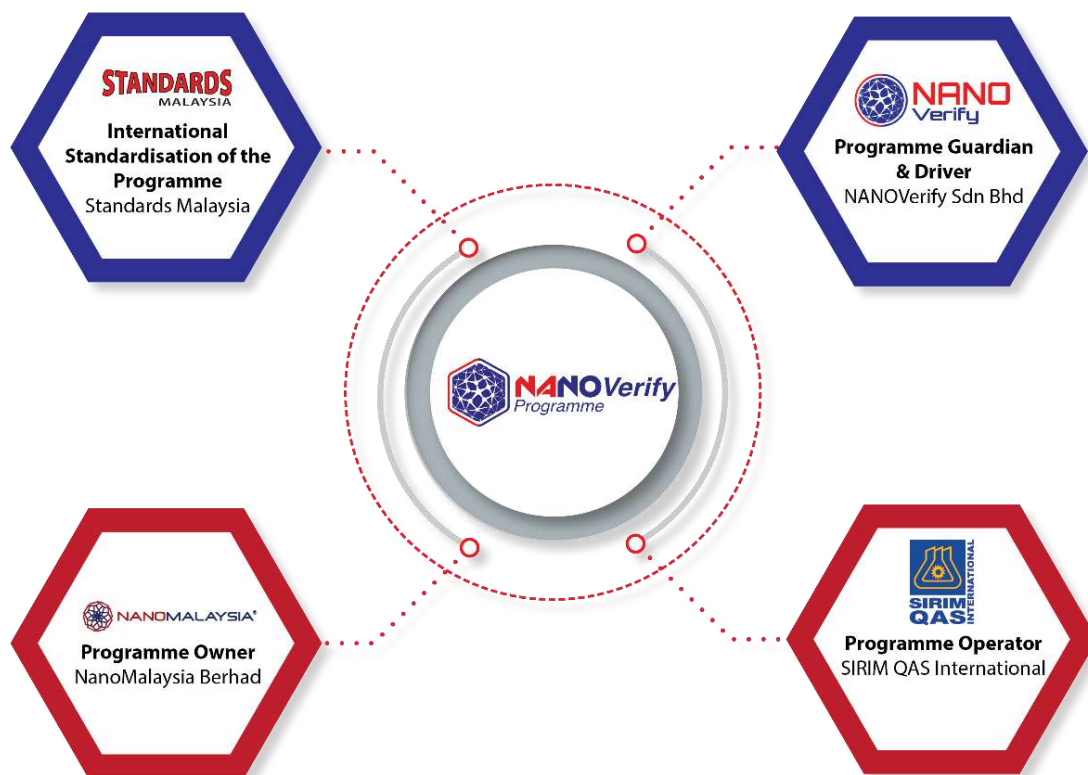 STANDARDS
MALAYSIA
International
Standardisation of the
Programme
Standards Malaysia
NANO
Verify
Programme Guardian
& Driver
NANOVerify Sdn Bhd
NANOVerify
Programme
NANOMALAYSIA®
Programme Owner
NanoMalaysia Berhad
SIRIM
QAS
INTERNATIONAL
Programme Operator
SIRIM QAS International